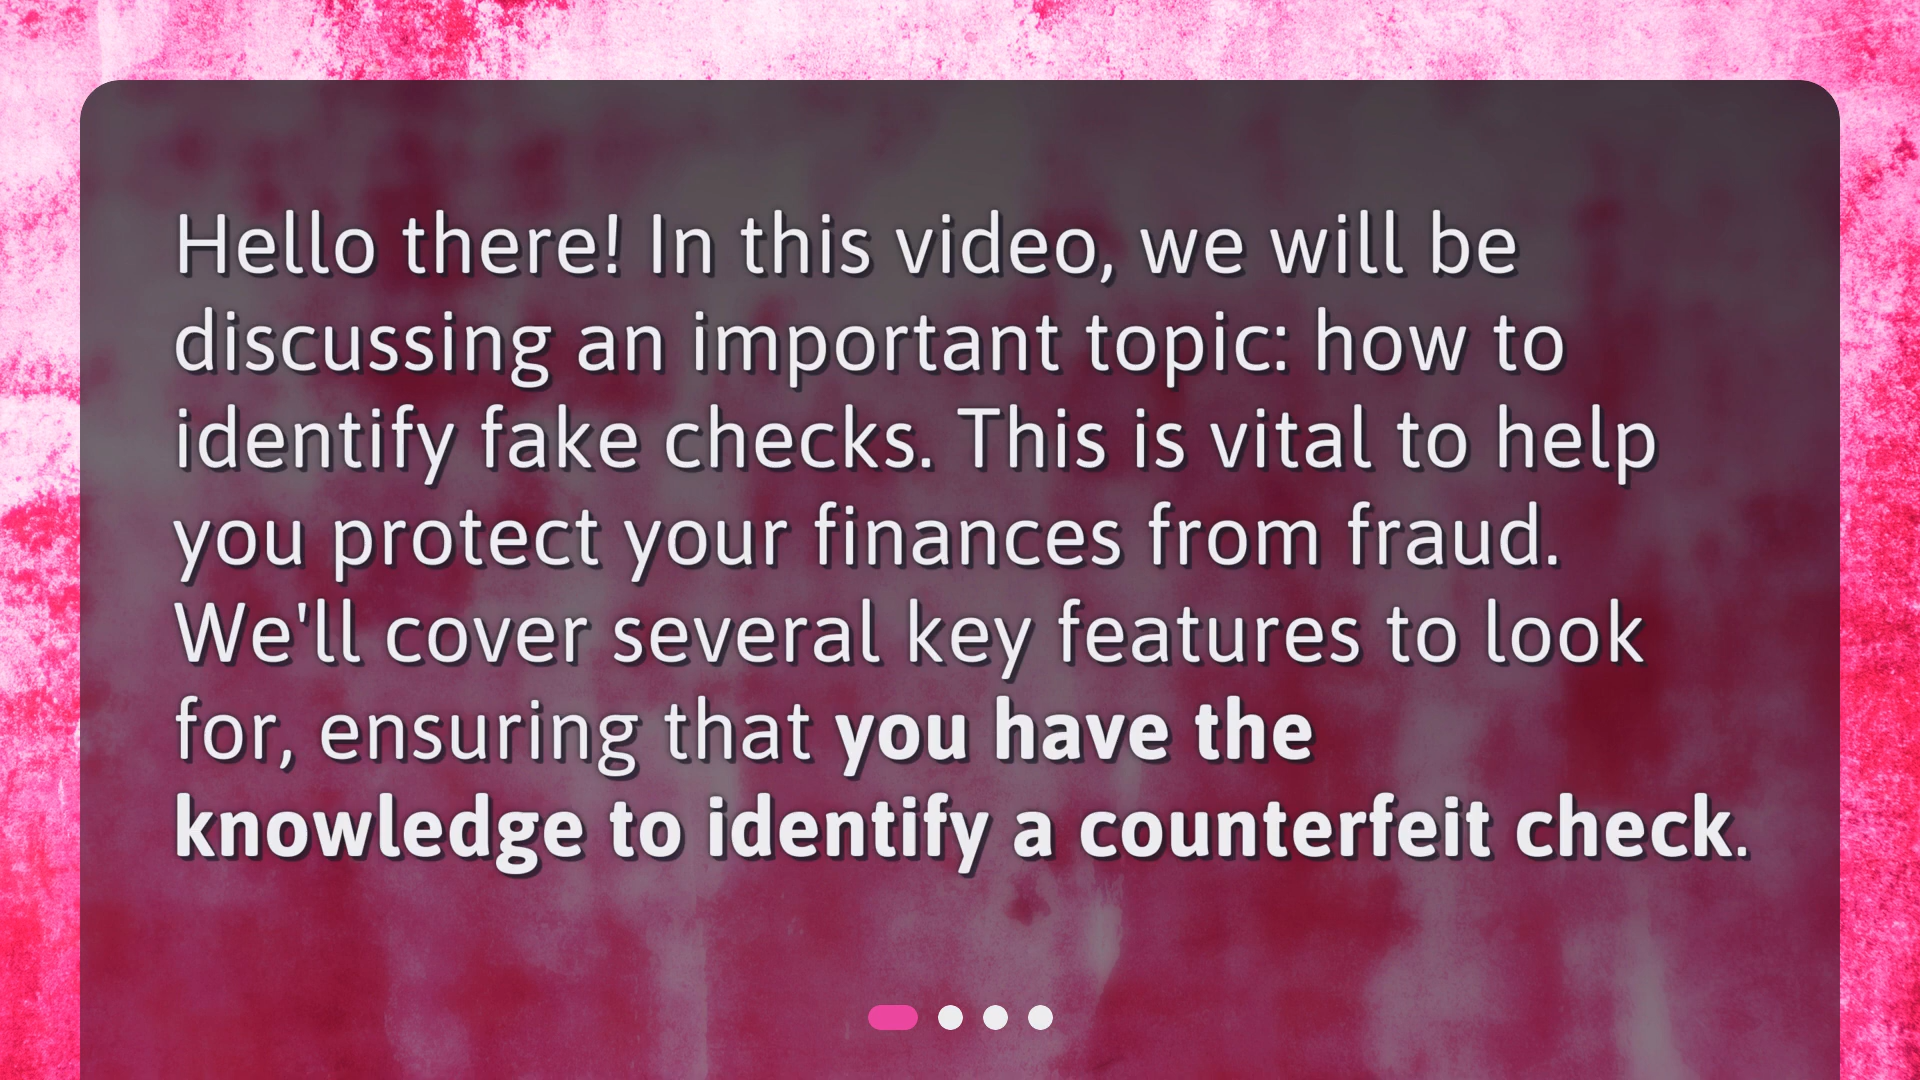 Hello there! In this video, we will be
discussing an important topic: how to
identify fake checks. This is vital to help
you protect your finances from fraud.
We'll cover several key features to look
for, ensuring that you have the
knowledge to identify a counterfeit check.